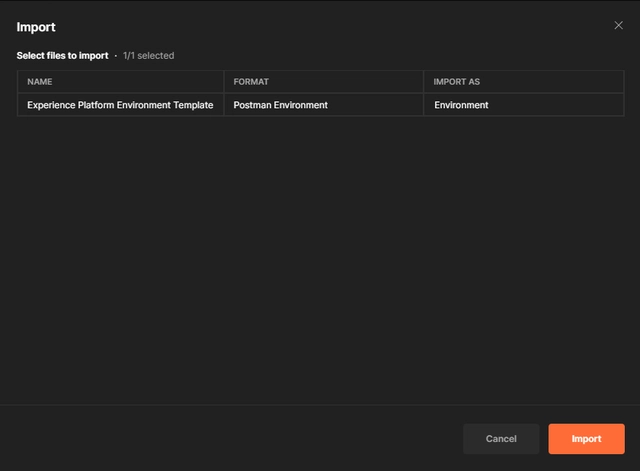 Import
Select files to import · 1/1 selected
NAME FORMAT IMPORT AS
Experience Platform Environment Template Postman Environment Environment
Cancel Import